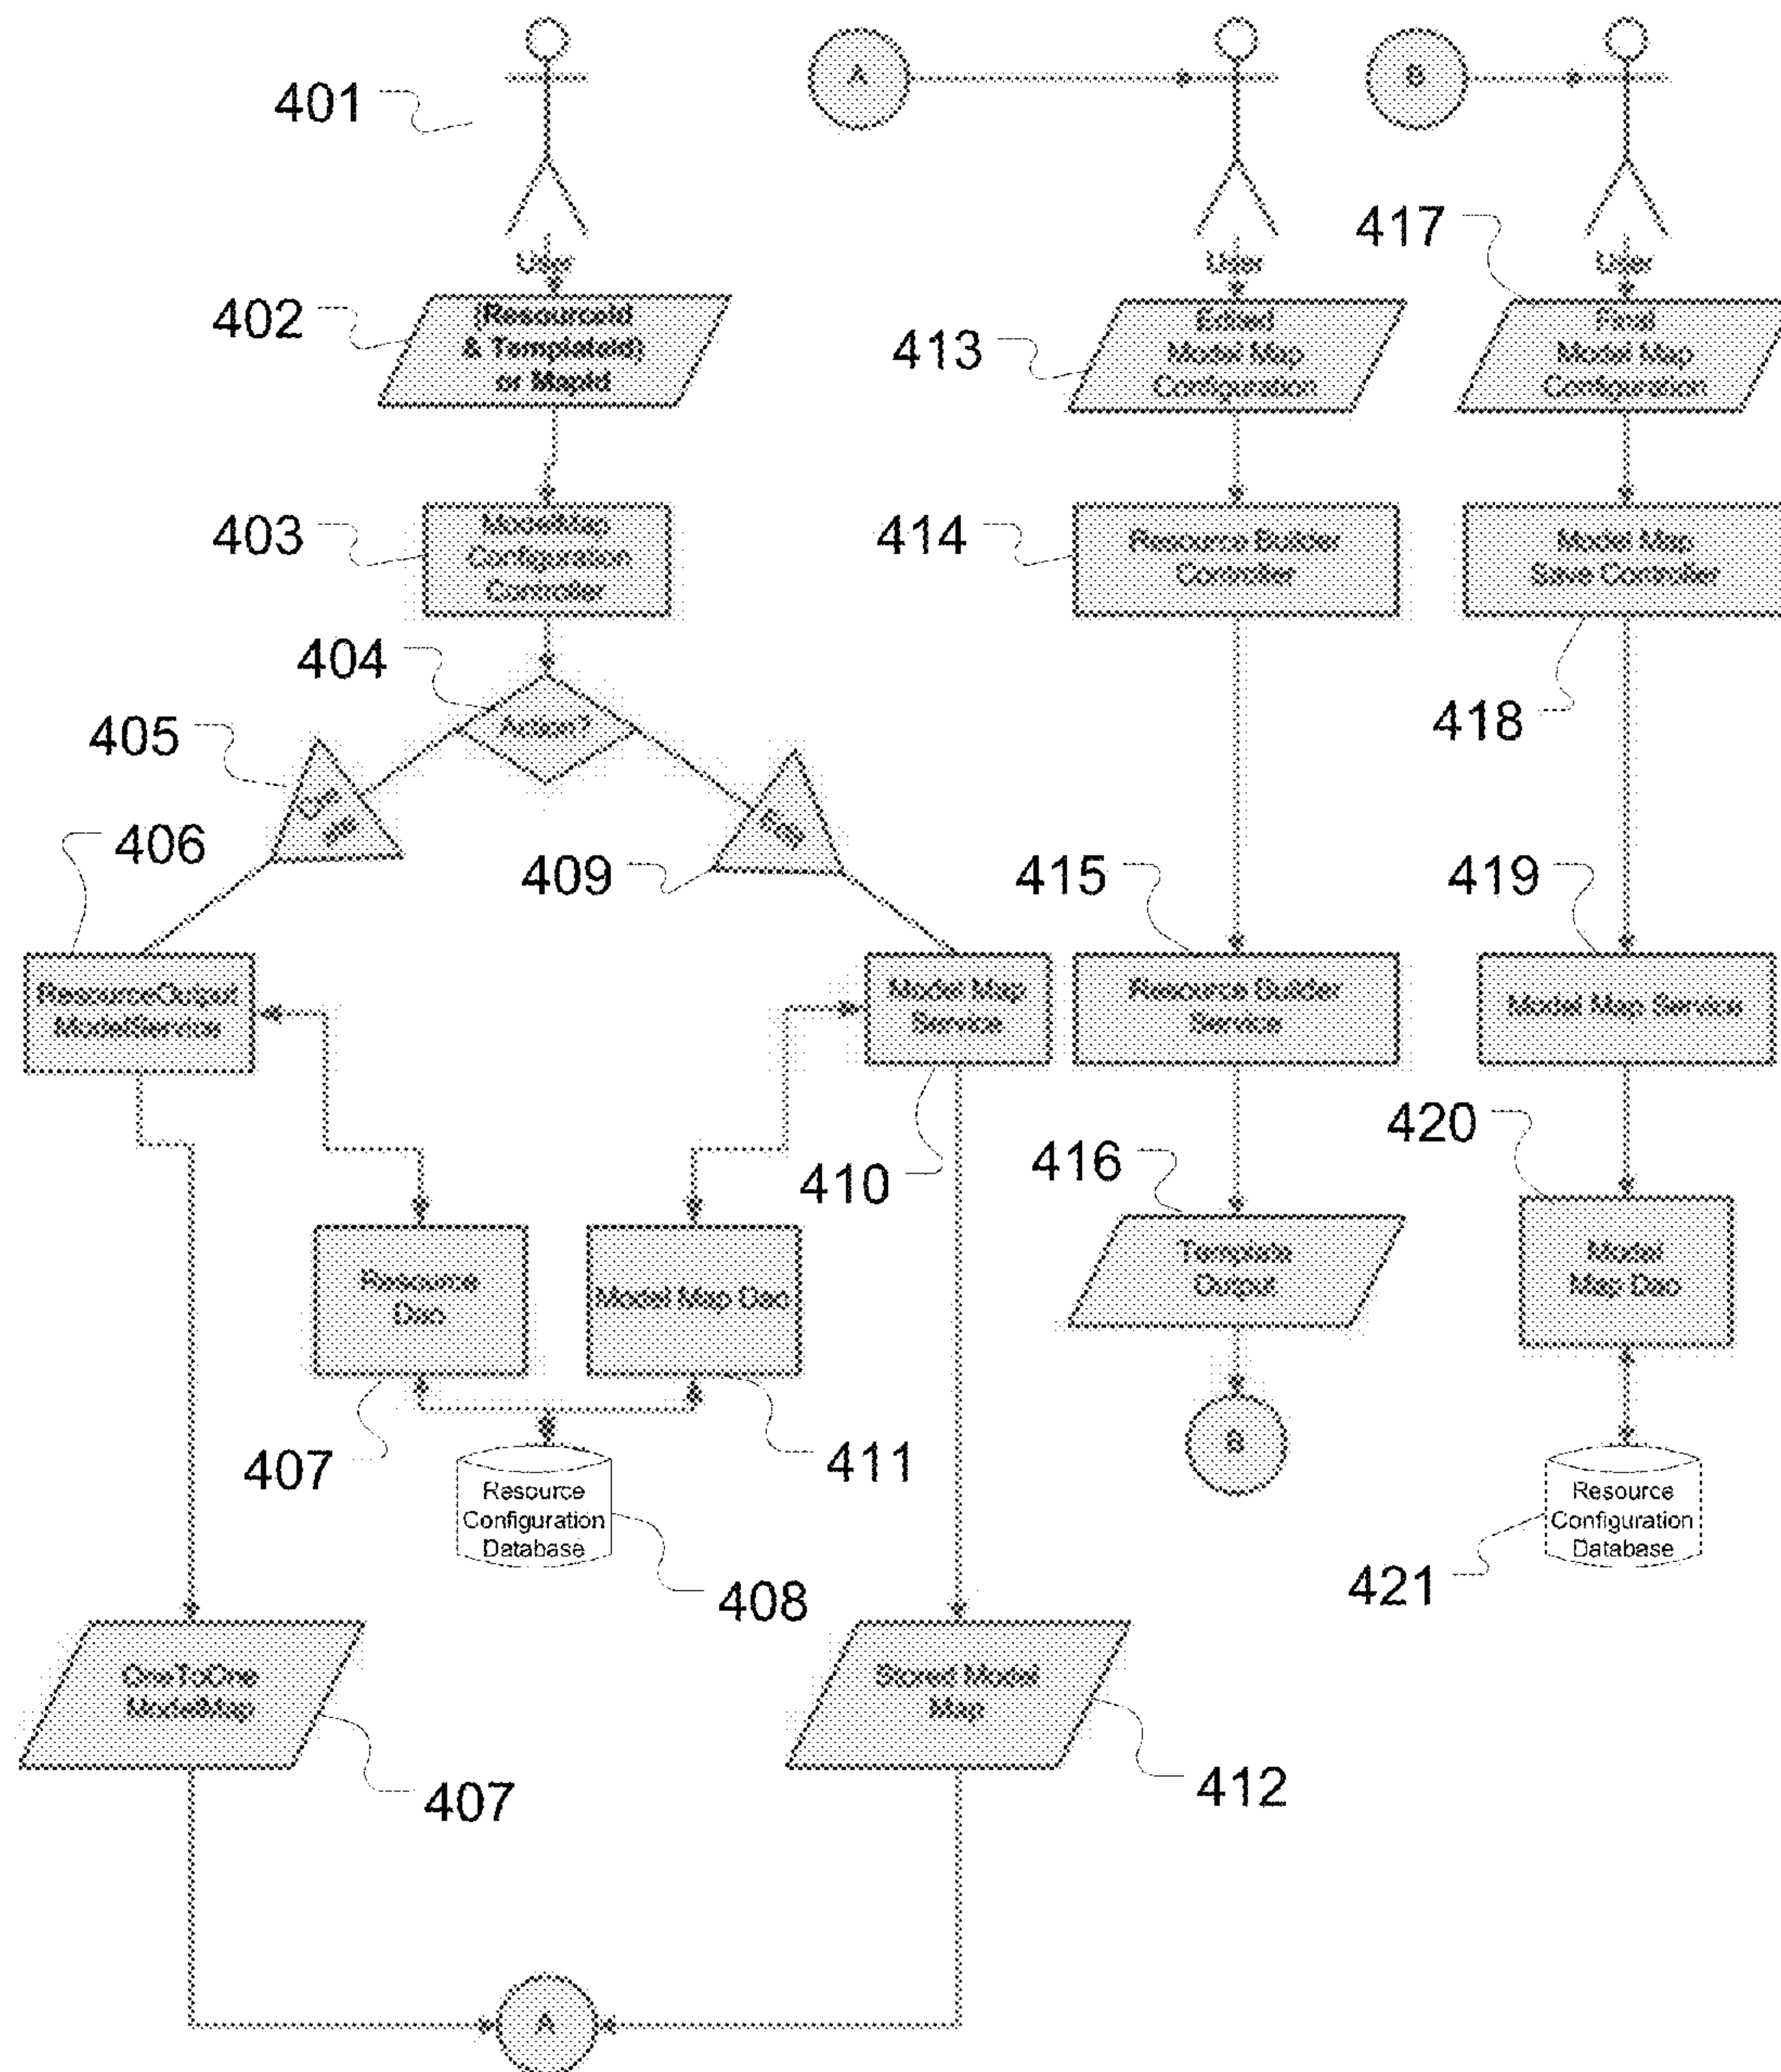 401
A
B
User
User
User
417
402
(ResourceId
& TemplateId)
or MapId
413
Edited
Model Map
Configuration
Final
Model Map
Configuration
403
ModelMap
Configuration
Controller
414
Resource Builder
Controller
Model Map
Save Controller
404
Action?
418
405
Cre
ate
Edit
406
409
415
419
ResourceOutput
ModelService
Model Map
Service
Resource Builder
Service
Model Map Service
410
416
420
Resource
Dao
Model Map Dao
Template
Output
Model
Map Dao
407
411
B
Resource
Configuration
Database
408
Resource
Configuration
Database
421
OneToOne
ModelMap
407
Stored Model
Map
412
A